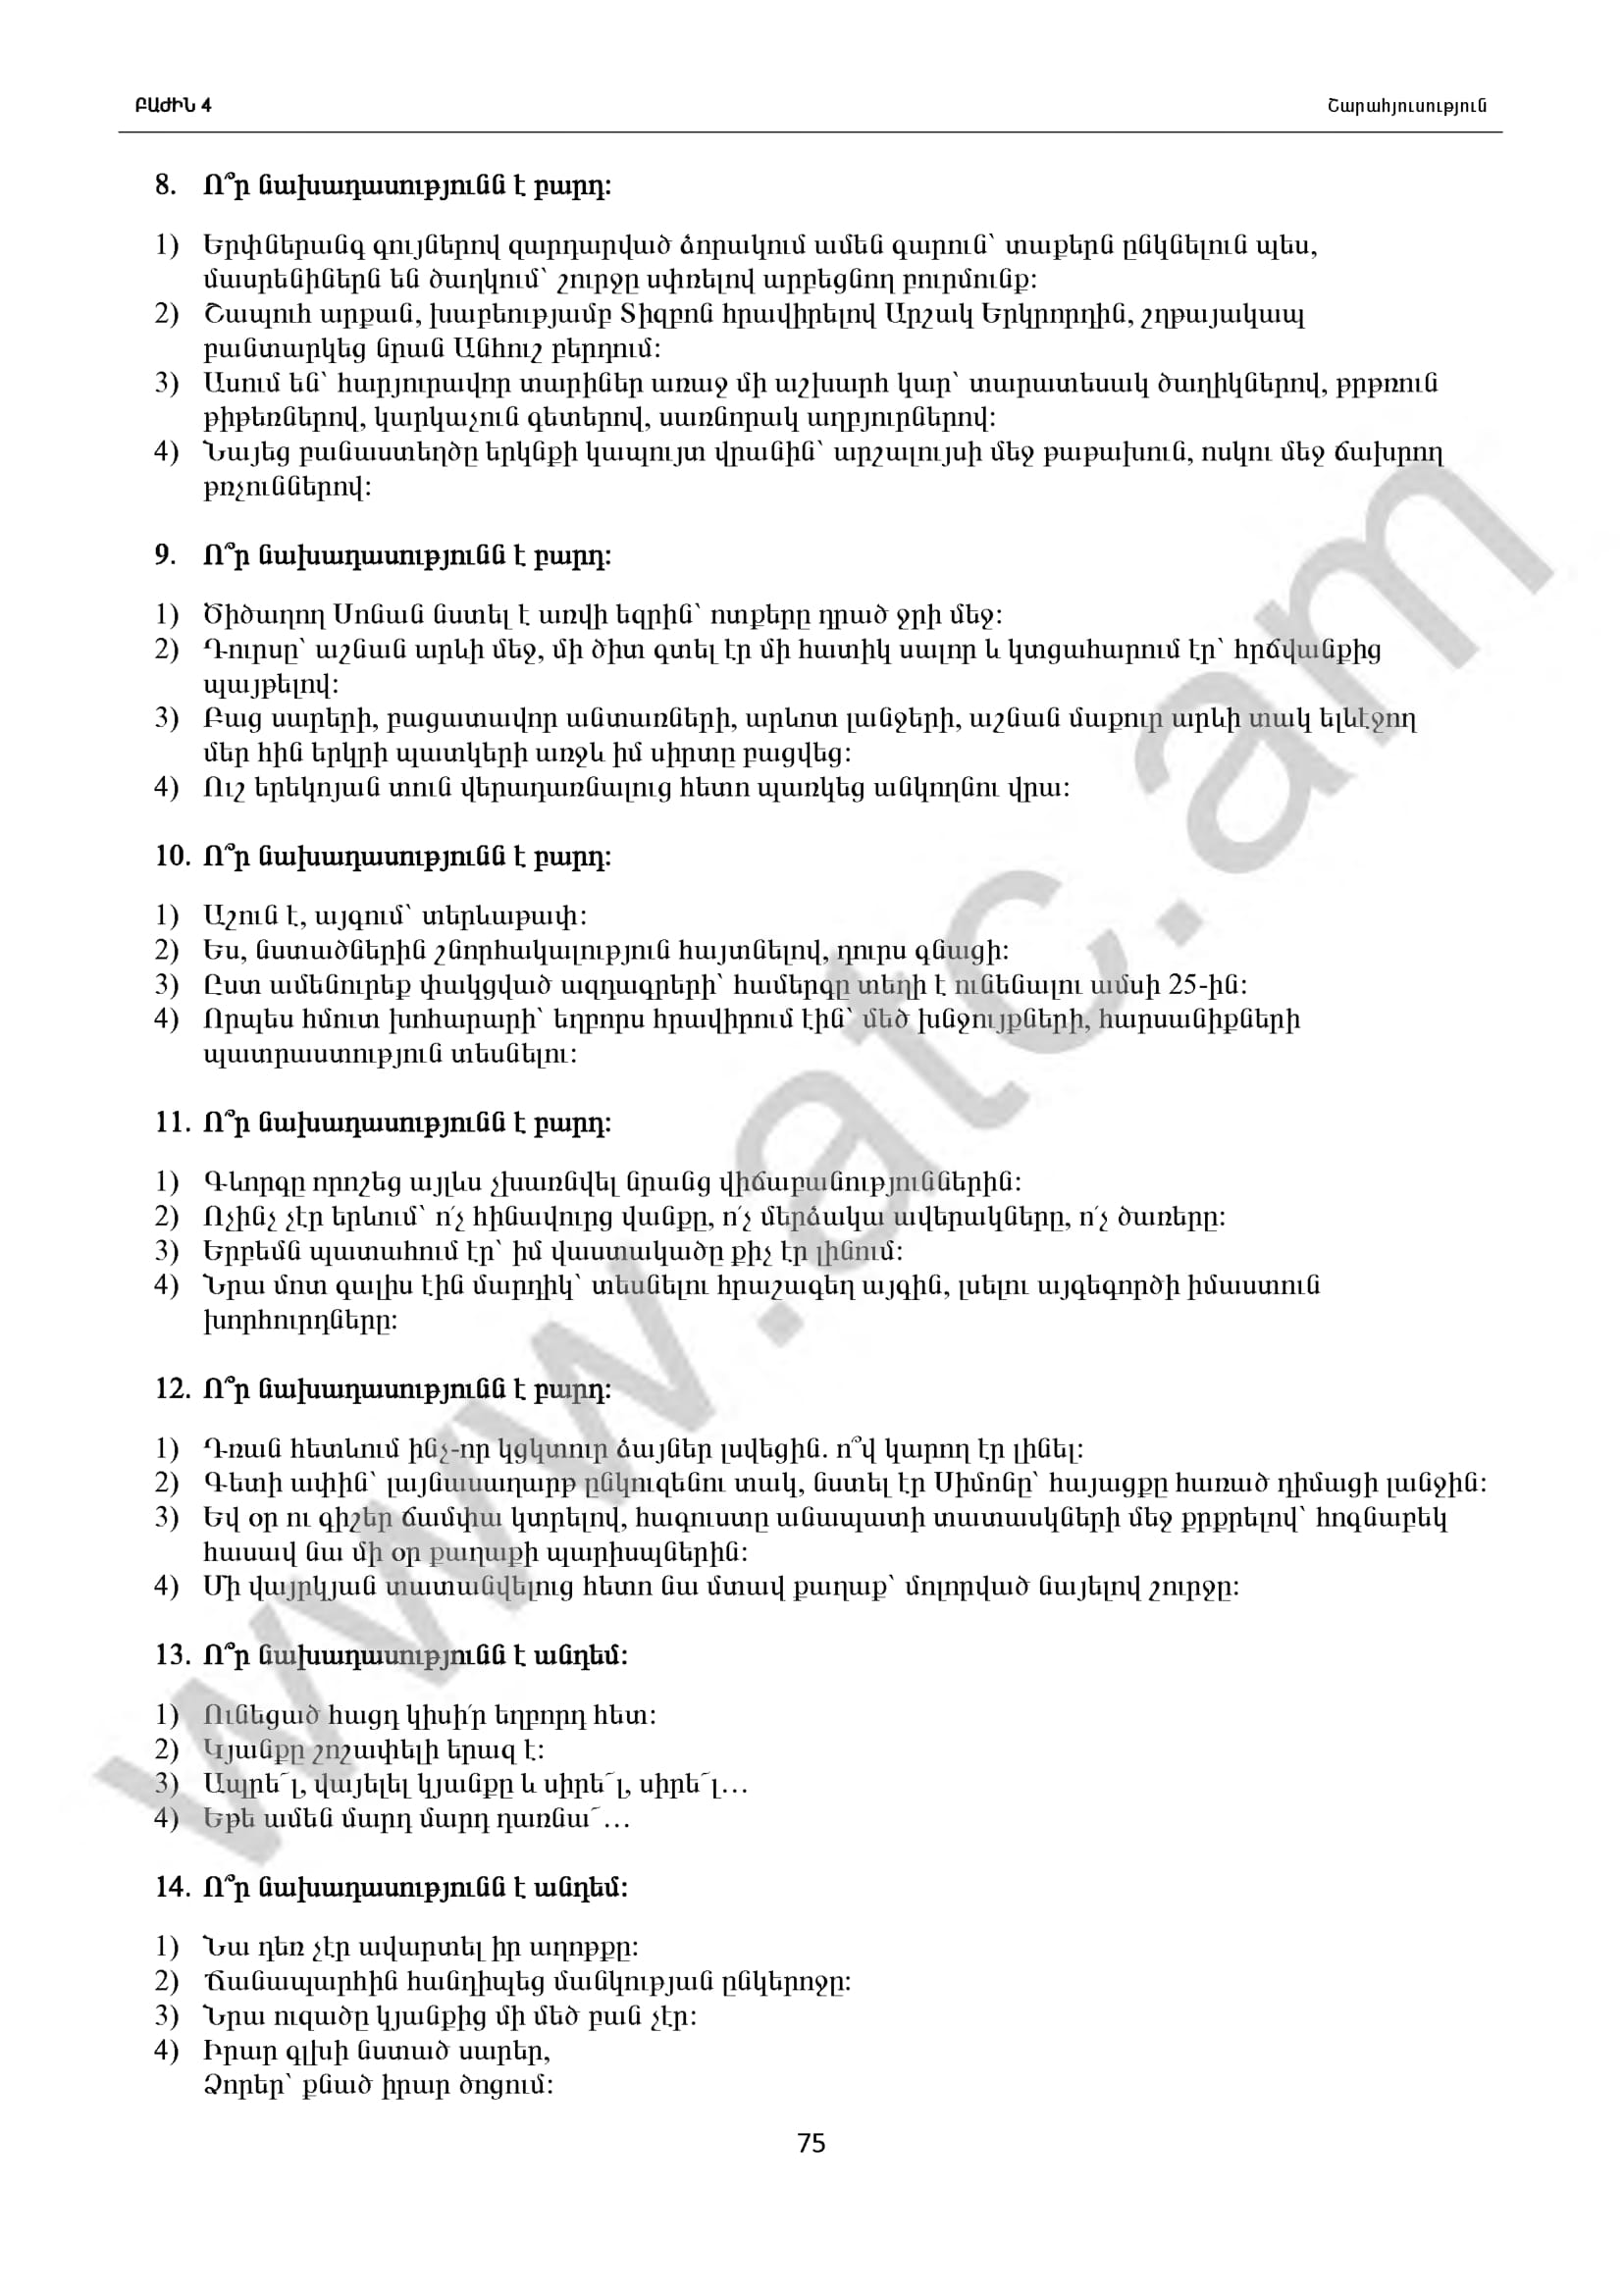 ԲԱԺԻՆ 4
Շարահյուսություն
8. Ո՞ր նախադասությունն է բարդ:
1) Երփներանգ գույներով զարդարված ձորակում ամեն գարուն՝ տաքերն ընկնելուն պես,
մասրենիներն են ծաղկում՝ շուրջը սփռելով արբեցնող բուրմունք:
2) Շապուհ արքան, խաբեությամբ Տիզբոն հրավիրելով Արշակ Երկրորդին, շղթայակապ
բանտարկեց նրան Անհուշ բերդում:
3) Ասում են՝ հարյուրավոր տարիներ առաջ մի աշխարհ կար՝ տարատեսակ ծաղիկներով, թրթռուն
թիթեռներով, կարկաչուն գետերով, սառնորակ աղբյուրներով:
4) Նայեց բանաստեղծը երկնքի կապույտ վրանին՝ արշալույսի մեջ թաթախուն, ոսկու մեջ ճախրող
թռչուններով:
9. Ո՞ր նախադասությունն է բարդ:
1) Ծիծաղող Սոնան նստել է առվի եզրին՝ ոտքերը դրած ջրի մեջ:
2) Դուրսը՝ աշնան արևի մեջ, մի ծիտ գտել էր մի հատիկ սալոր և կտցահարում էր՝ հրճվանքից
պայթելով:
3) Բաց սարերի, բացատավոր անտառների, արևոտ լանջերի, աշնան մաքուր արևի տակ ելևէջող
մեր հին երկրի պատկերի առջև իմ սիրտը բացվեց:
4) Ուշ երեկոյան տուն վերադառնալուց հետո պառկեց անկողնու վրա:
10. Ո՞ր նախադասությունն է բարդ:
1) Աշուն է, այգում՝ տերևաթափ:
2) Ես, նստածներին շնորհակալություն հայտնելով, դուրս գնացի:
3) Ըստ ամենուրեք փակցված ազդագրերի՝ համերգը տեղի է ունենալու ամսի 25-ին:
4) Որպես հմուտ խոհարարի՝ եղբորս հրավիրում էին՝ մեծ խնջույքների, հարսանիքների
պատրաստություն տեսնելու:
11. Ո՞ր նախադասությունն է բարդ:
1) Գևորգը որոշեց այլևս չխառնվել նրանց վիճաբանություններին:
2) Ոչինչ չէր երևում՝ ո՛չ հինավուրց վանքը, ո՛չ մերձակա ավերակները, ո՛չ ծառերը:
3) Երբեմն պատահում էր՝ իմ վաստակածը քիչ էր լինում:
4) Նրա մոտ գալիս էին մարդիկ՝ տեսնելու հրաշագեղ այգին, լսելու այգեգործի իմաստուն
խորհուրդները:
12. Ո՞ր նախադասությունն է բարդ:
1) Դռան հետևում ինչ-որ կցկտուր ձայներ լսվեցին. ո՞վ կարող էր լինել:
2) Գետի ափին՝ լայնասաղարթ ընկուզենու տակ, նստել էր Սիմոնը՝ հայացքը հառած դիմացի լանջին:
3) Եվ օր ու գիշեր ճամփա կտրելով, հագուստը անապատի տատասկների մեջ քրքրելով՝ հոգնաբեկ
հասավ նա մի օր քաղաքի պարիսպներին:
4) Մի վայրկյան տատանվելուց հետո նա մտավ քաղաք՝ մոլորված նայելով շուրջը:
13. Ո՞ր նախադասությունն է անդեմ:
1) Ունեցած հացդ կիսի՛ր եղբորդ հետ:
2) Կյանքը շոշափելի երազ է:
3) Ապրե՜լ, վայելել կյանքը և սիրե՜լ, սիրե՜լ…
4) Եթե ամեն մարդ մարդ դառնա՜…
14. Ո՞ր նախադասությունն է անդեմ:
1) Նա դեռ չէր ավարտել իր աղոթքը:
2) Ճանապարհին հանդիպեց մանկության ընկերոջը:
3) Նրա ուզածը կյանքից մի մեծ բան չէր:
4) Իրար գլխի նստած սարեր,
Ձորեր՝ քնած իրար ծոցում:
75
www.atc.am